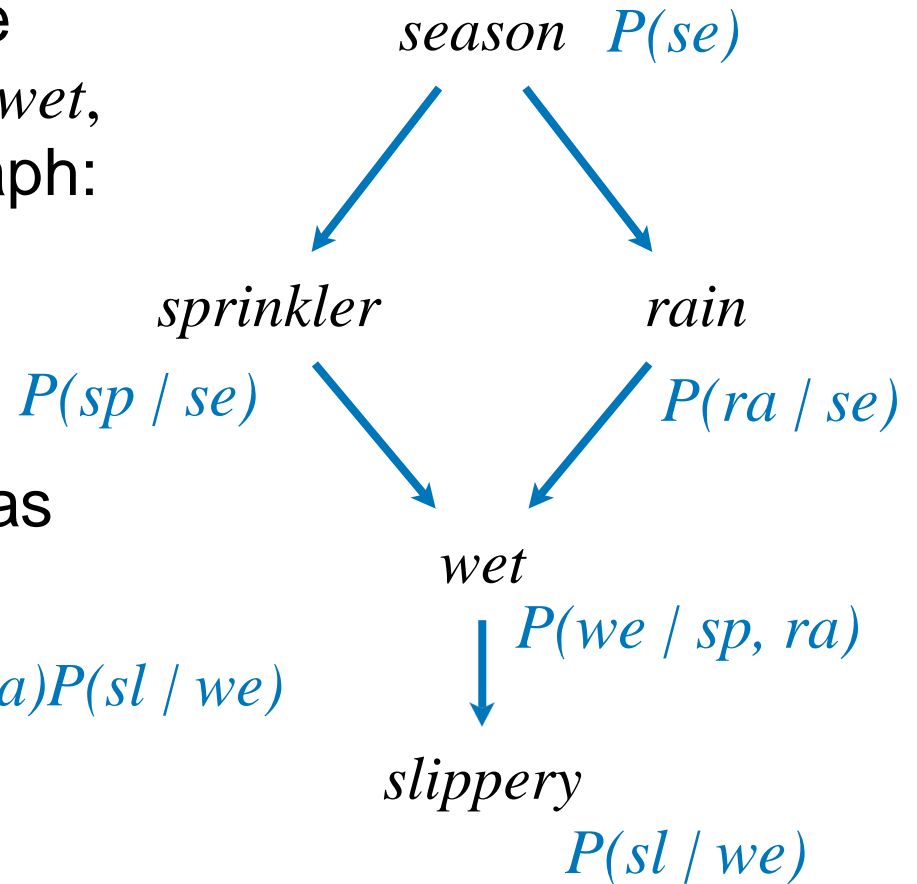 season P(se)
wet,
sprinkler rain
P(sp / se) P(ra / se)
as
wet
P(we / sp, ra)
a)P(sl / we)
slippery
P(sl / we)